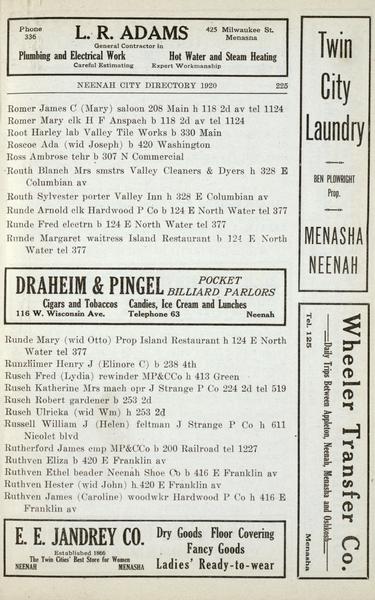 Phone 336
L. R. ADAMS
425 Milwaukee St. Menasna
General Contractor in
Plumbing and Electrical Work Hot Water and Steam Heating
Careful Estimating Expert Workmanship
NEENAH CITY DIRECTORY 1920 225
Romer James C (Mary) saloon 208 Main h 118 2d av tel 1124
Romer Mary elk H F Anspach b 118 2d av tel 1124
Root Harley lab Valley Tile Works b 330 Main
Roscoe Ada (wid Joseph) b 420 Washington
Ross Ambrose tchr b 307 N Commercial
Routh Blanch Mrs smstrs Valley Cleaners & Dyers h 328 E
Columbian av
Routh Sylvester porter Valley Inn h 328 E Columbian av
Runde Arnold elk Hardwood P Co b 124 E North Water tel 377
Runde Fred electrn b 124 E North Water tel 377
Runde Margaret waitress Island Restaurant b 124 E North
Water tel 377
DRAHEIM & PINGEL POCKET BILLIARD PARLORS
Cigars and Tobaccos Candies, Ice Cream and Lunches
116 W. Wisconsin Ave. Telephone 63 Neenah
Runde Mary (wid Otto) Prop Island Restaurant h 124 E North
Water tel 377
Runzlimer Henry J (Elinore C) b 238 4th
Rusch Fred (Lydia) rewinder MP&CCo h 413 Green
Rusch Katherine Mrs mach opr J Strange P Co 224 2d tel 519
Rusch Robert gardener b 253 2d
Rusch Ulricka (wid Wm) h 253 2d
Russell William J (Helen) feltman J Strange P Co h 611
Nicolet blvd
Rutherford James emp MP&CCo b 200 Railroad tel 1227
Ruthven Eliza b 420 E Franklin av
Ruthven Ethel beader Neenah Shoe Co b 416 E Franklin av
Ruthven Hester (wid John) h 420 E Franklin av
Ruthven James (Caroline) woodwkr Hardwood P Co h 416 E
Franklin av
E. E. JANDREY CO.
Established 1866
The Twin Cities' Best Store for Women
NEENAH MENASHA
Dry Goods Floor Covering
Fancy Goods
Ladies' Ready-to-wear
Twin
City
Laundry
BEN PLOWRIGHT
Prop.
MENASHA
NEENAH
Wheeler Transfer Co.
Daily Trips Between Appleton, Neenah, Menasha and Oshkosh
Tel. 125 Menasha